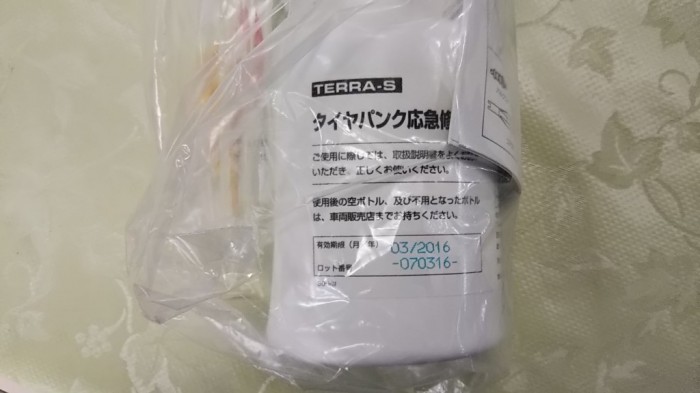 TERRA-S
タイヤパンク応急修
ご使用に際しては、取扱説明書をよく
いただき、正しくお使いください。
使用後の空ボトル、及び不用となったボトル
は、車両販売店までお持ちください。
有効期限(月/年) 03/2016
ロット番号 -070316-